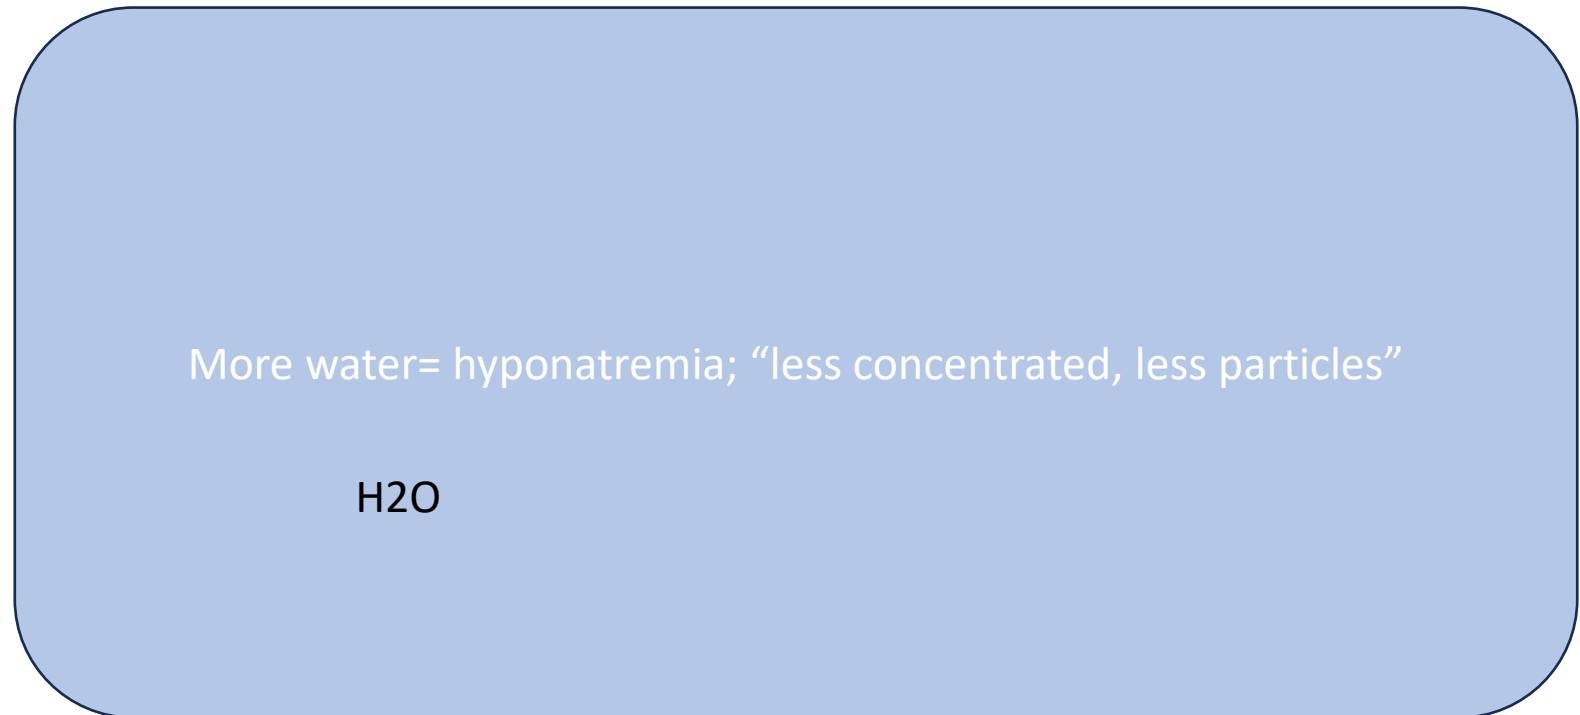 More water= hyponatremia; “less concentrated, less particles”
H2O